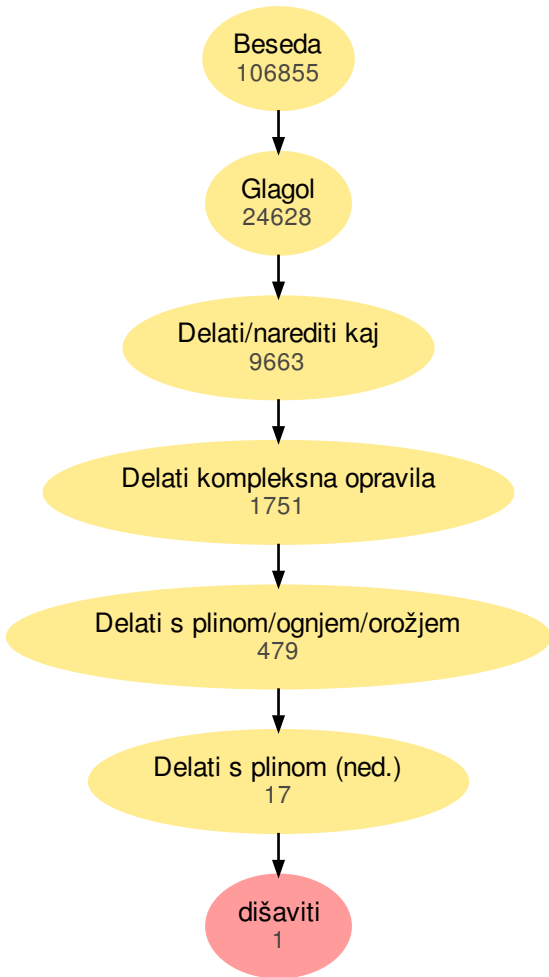 Beseda
106855
Glagol
24628
Delati/narediti kaj
9663
Delati kompleksna opravila
1751
Delati s plinom/ognjem/orožjem
479
Delati s plinom (ned.)
17
dišaviti
1